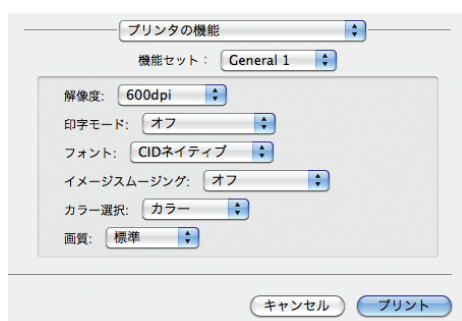 プリンタの機能
機能セット： General 1
解像度: 600dpi
印字モード: オフ
フォント: CIDネイティブ
イメージスムージング: オフ
カラー選択: カラー
画質: 標準
キャンセル プリント